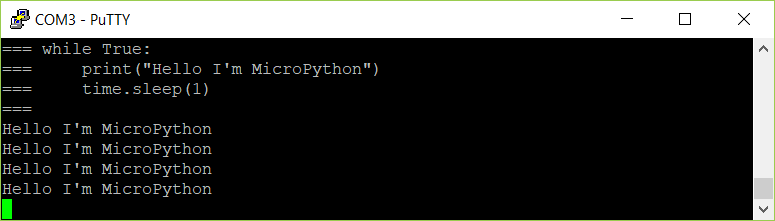 COM3 - PuTTY
=== while True:
===     print("Hello I'm MicroPython")
===     time.sleep(1)
===
Hello I'm MicroPython
Hello I'm MicroPython
Hello I'm MicroPython
Hello I'm MicroPython